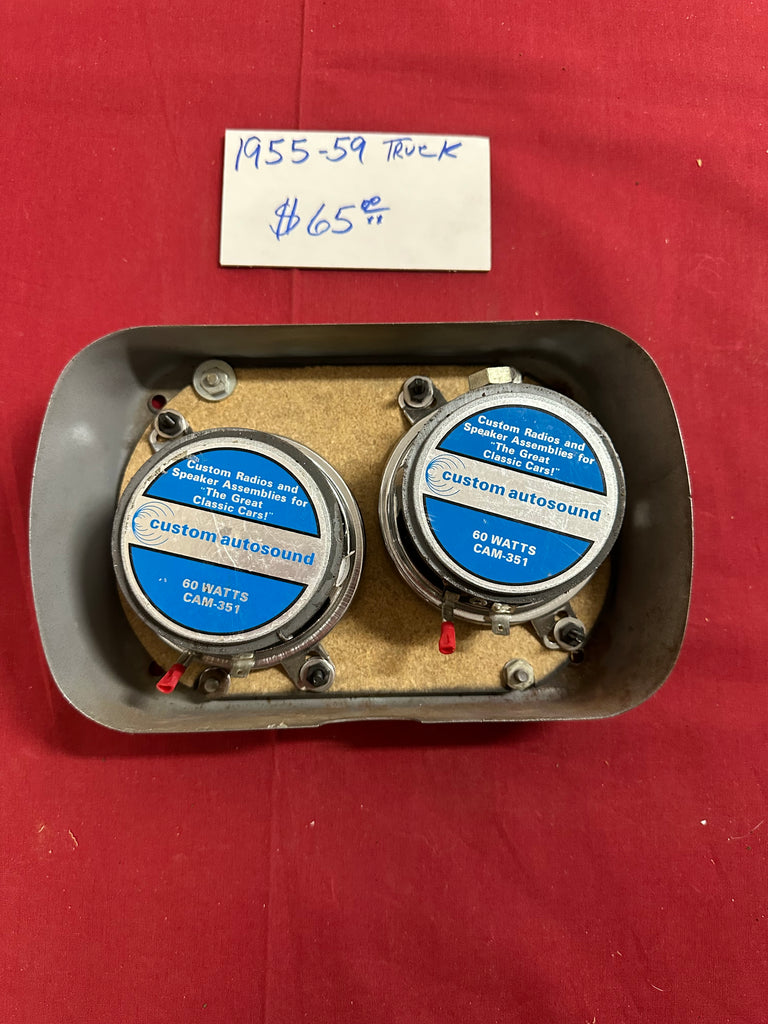 1955-59 TRUCK
$65 00/xx
Custom Radios and
Speaker Assemblies for
"The Great
Classic Cars!"
custom autosound
60 WATTS
CAM-351
Custom Radios and
Speaker Assemblies for
"The Great
Classic Cars!"
custom autosound
60 WATTS
CAM-351